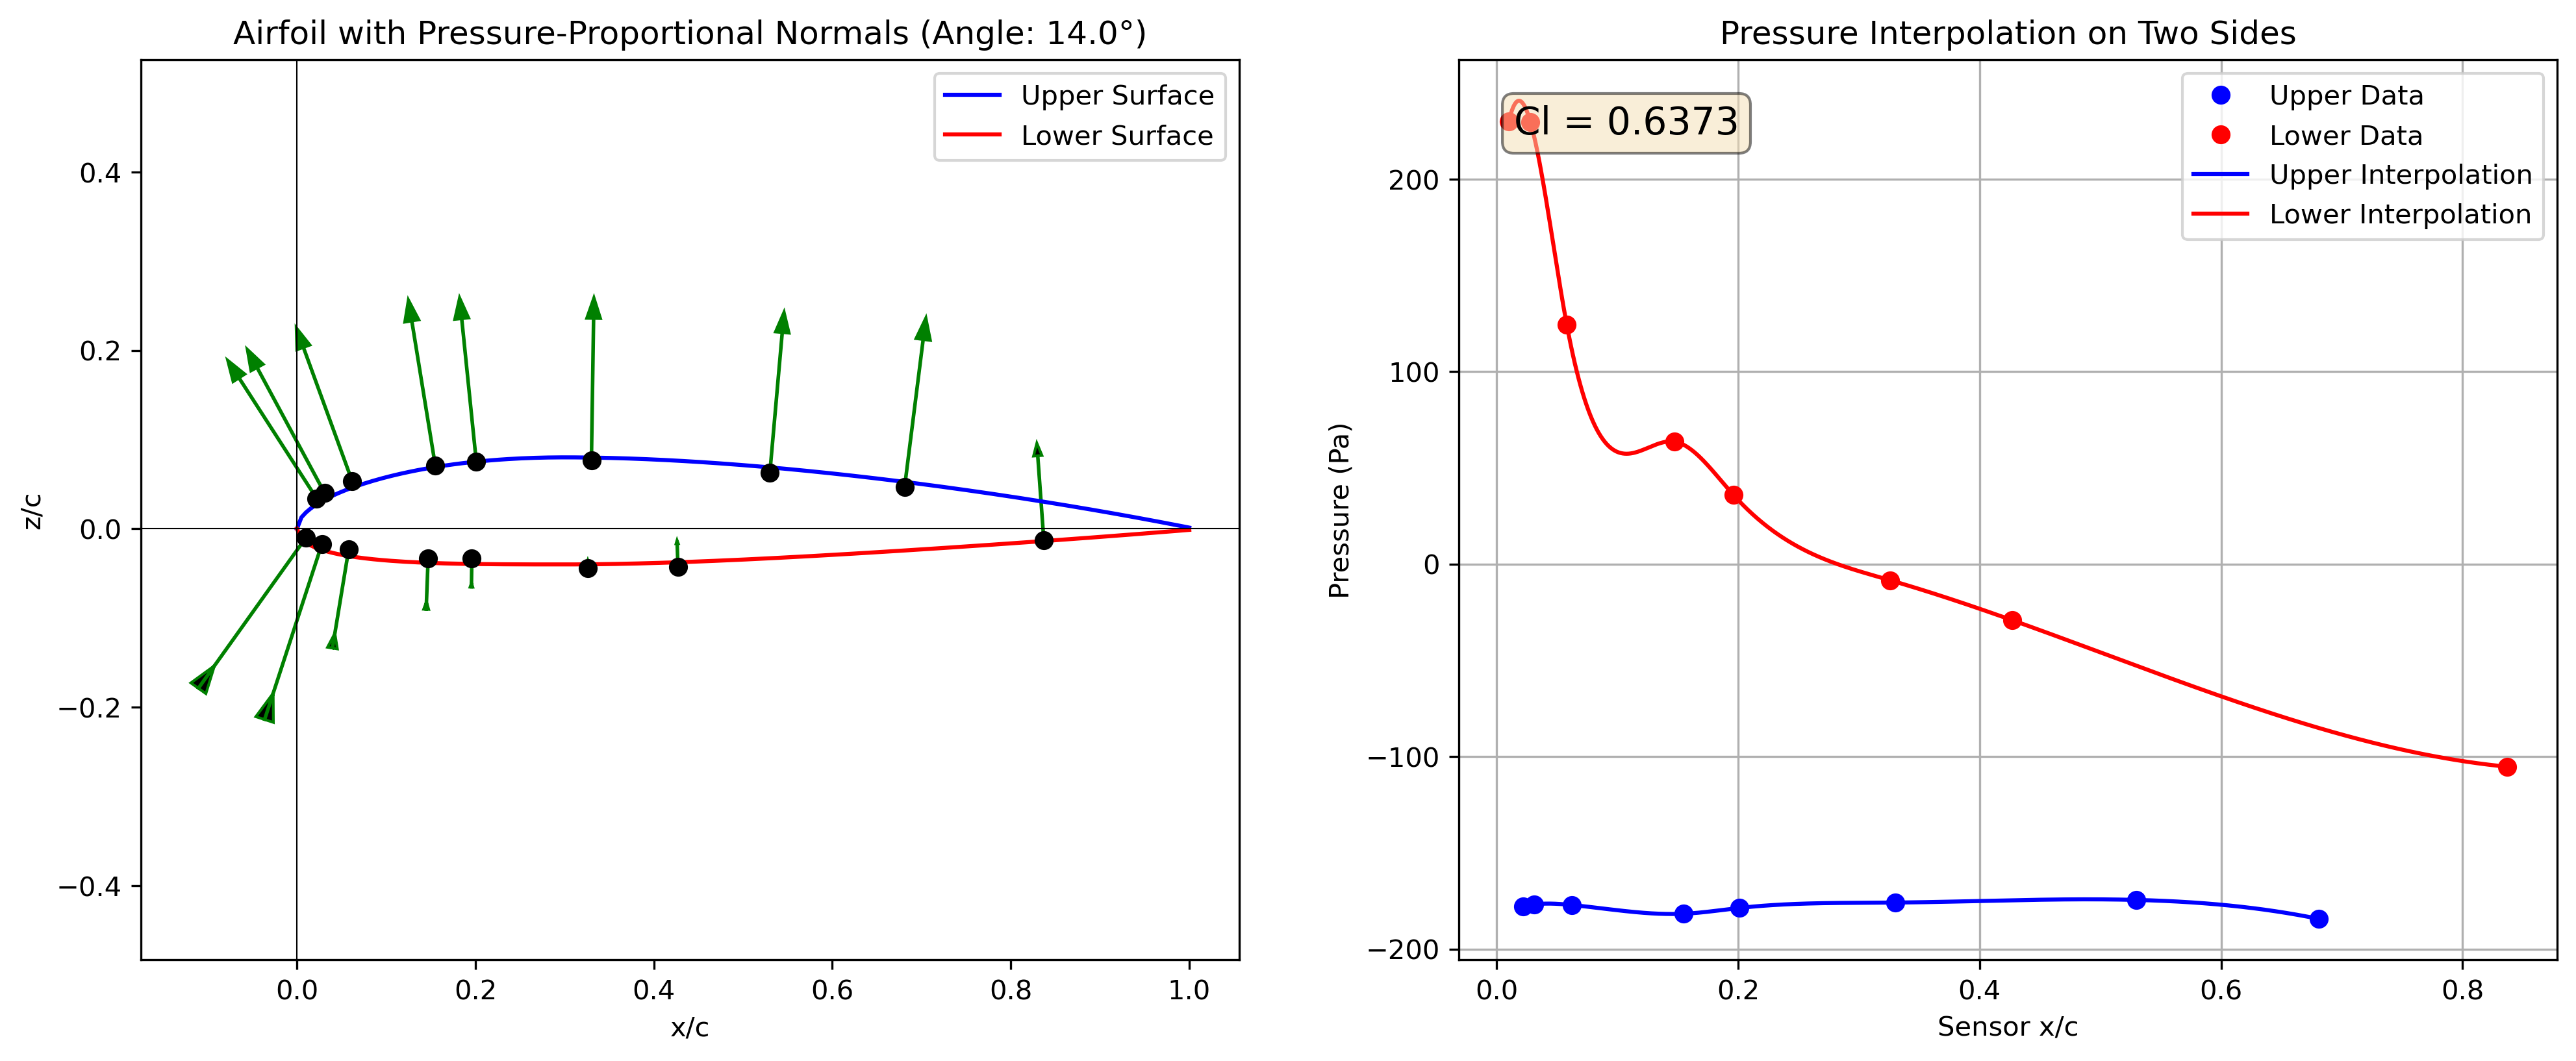 Airfoil with Pressure-Proportional Normals (Angle: 14.0°)
Upper Surface
Lower Surface
z/c
0.4
0.2
0.0
−0.2
−0.4
0.0 0.2 0.4 0.6 0.8 1.0
x/c
Pressure Interpolation on Two Sides
Cl = 0.6373
Upper Data
Lower Data
Upper Interpolation
Lower Interpolation
Pressure (Pa)
200
100
0
−100
−200
0.0 0.2 0.4 0.6 0.8
Sensor x/c